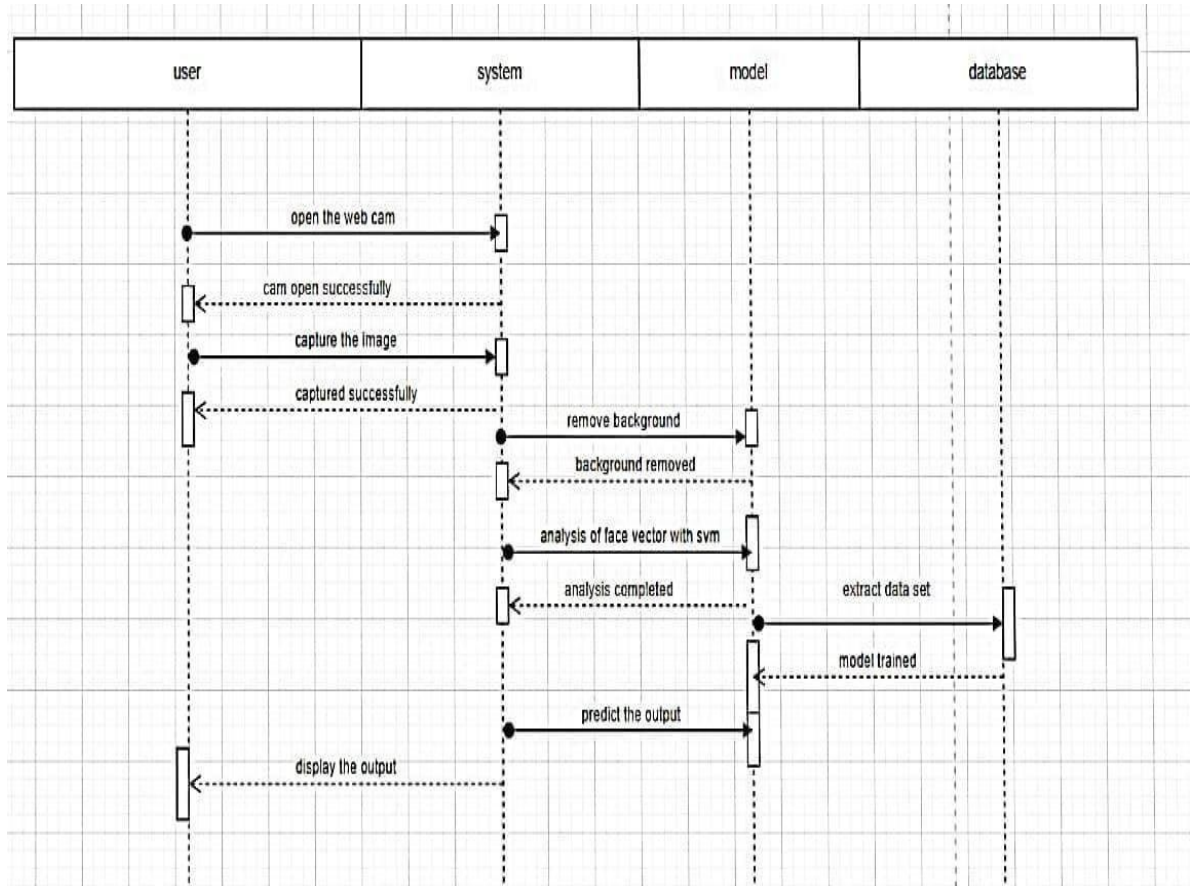 user
system
model
database
open the web cam
cam open successfully
capture the image
captured successfully
remove background
background removed
analysis of face vector with svm
analysis completed
extract data set
model trained
predict the output
display the output